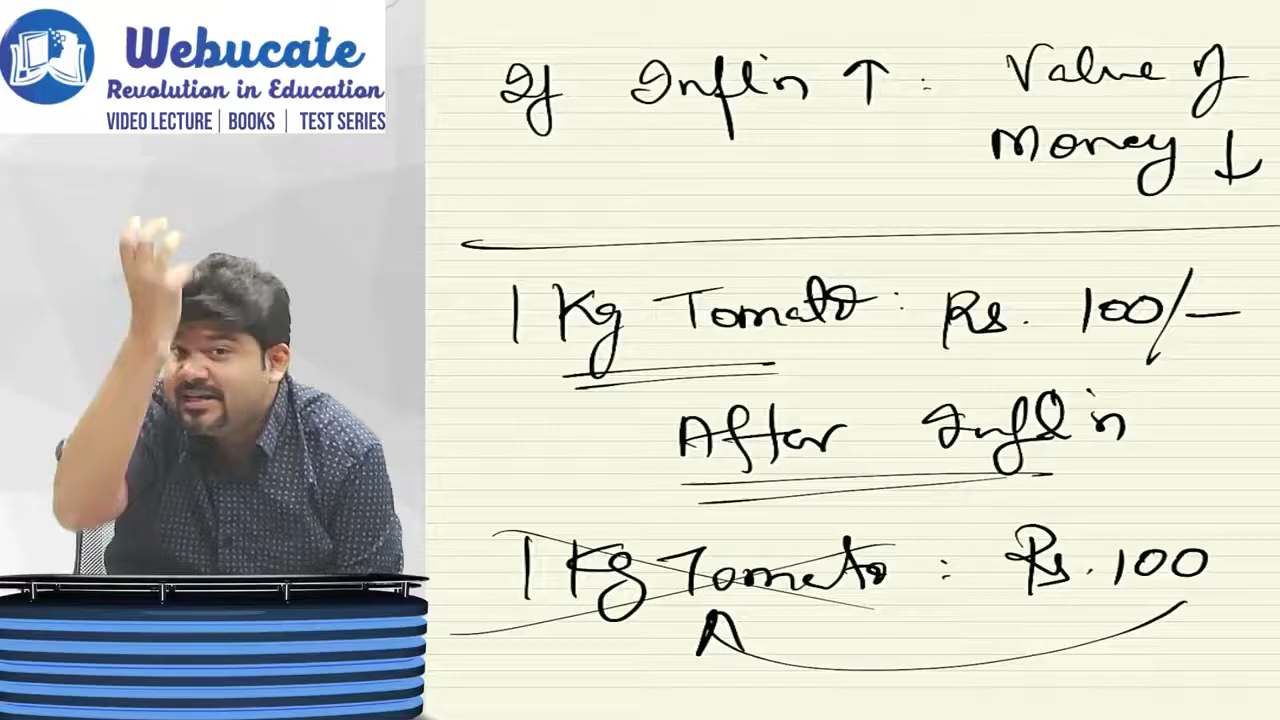 Webucate
Revolution in Education
VIDEO LECTURE | BOOKS | TEST SERIES
If Infl'n ↑ : Value of
Money ↓
1 Kg Tomato : Rs. 100/-
After Infl'n
1 Kg Tomato : Rs. 100